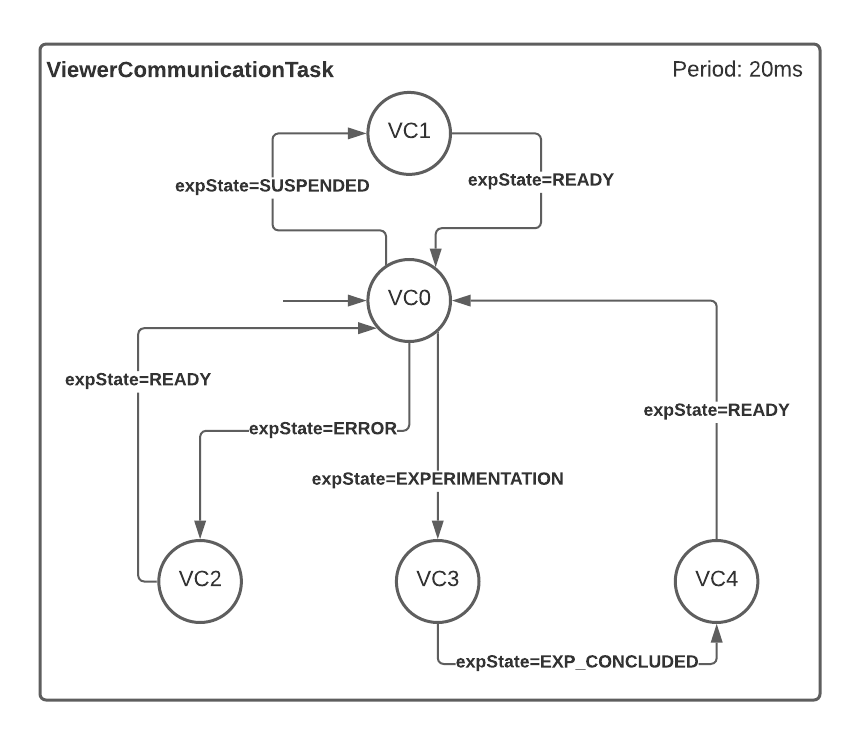 ViewerCommunicationTask
Period: 20ms
VC1
expState=SUSPENDED
expState=READY
VC0
expState=READY
expState=READY
expState=ERROR
expState=EXPERIMENTATION
VC2
VC3
VC4
expState=EXP_CONCLUDED